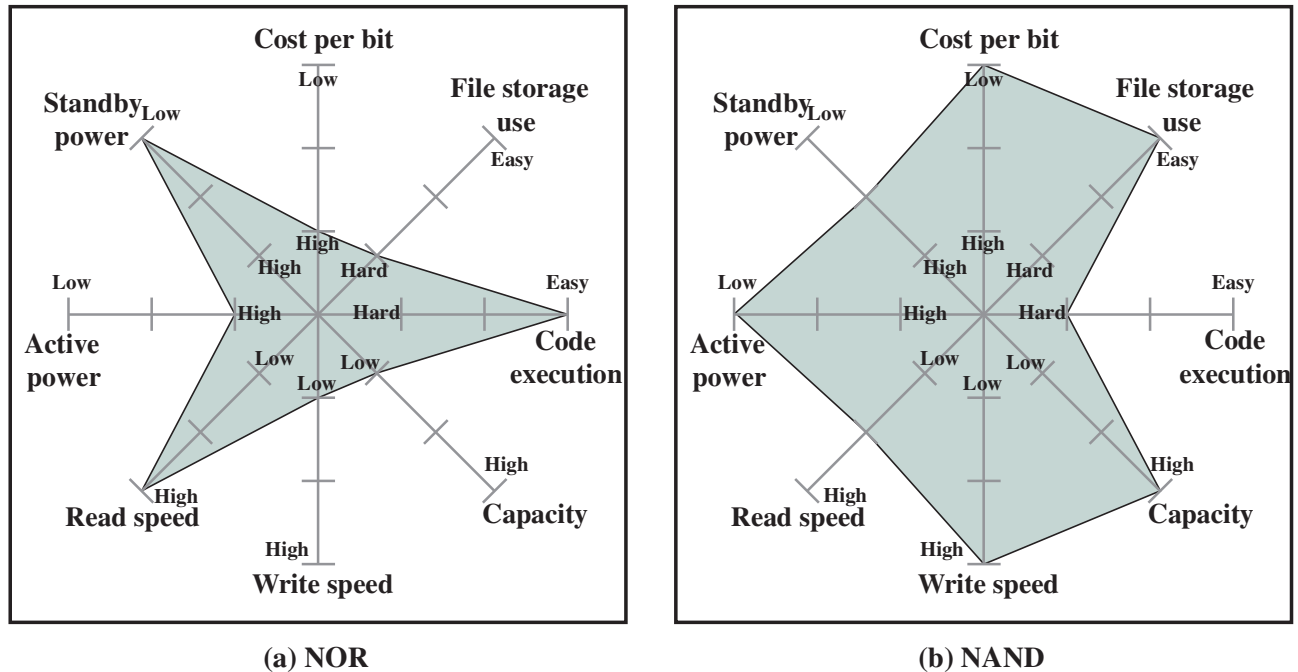 Cost per bit
Low
File storage
use
Easy
Standby
power
Low
High
High
Hard
Low
High
Hard
Easy
Active
power
Code
execution
Low
Low
Low
High
Read speed
High
Capacity
High
Write speed
(a) NOR
Cost per bit
Low
File storage
use
Easy
Standby
power
Low
High
High
Hard
Low
High
Hard
Easy
Active
power
Code
execution
Low
Low
Low
High
Read speed
High
Capacity
High
Write speed
(b) NAND